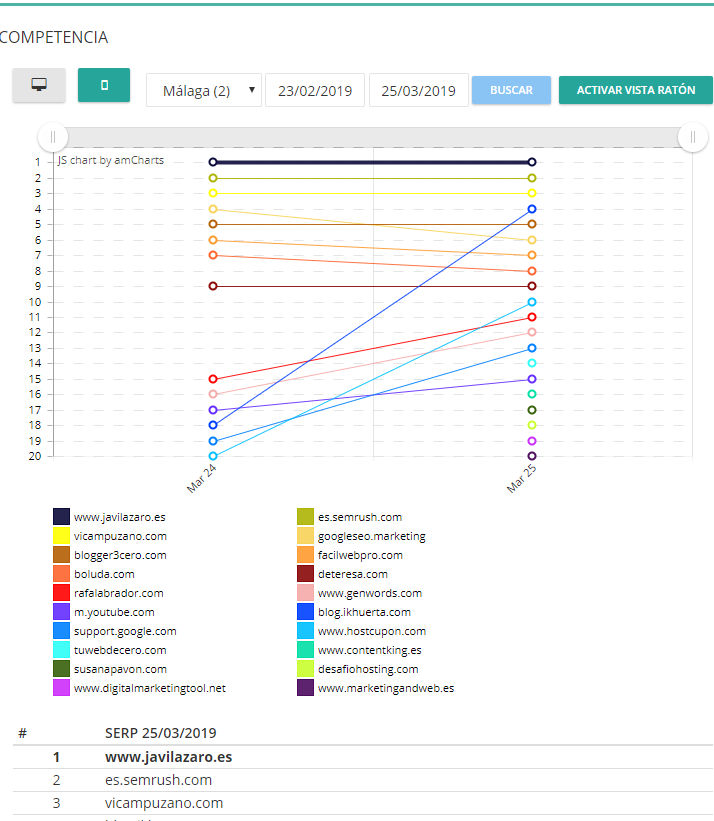 COMPETENCIA
Málaga (2) 23/02/2019 25/03/2019 BUSCAR ACTIVAR VISTA RATÓN
JS chart by amCharts
1
2
3
4
5
6
7
8
9
10
11
12
13
14
15
16
17
18
19
20
Mar 24 Mar 25
www.javilazaro.es es.semrush.com
vicampuzano.com googleseo.marketing
blogger3cero.com facilwebpro.com
boluda.com deteresa.com
rafalabrador.com www.genwords.com
m.youtube.com blog.ikhuerta.com
support.google.com www.hostcupon.com
tuwebdecero.com www.contentking.es
susanapavon.com desafiohosting.com
www.digitalmarketingtool.net www.marketingandweb.es
# SERP 25/03/2019
1 www.javilazaro.es
2 es.semrush.com
3 vicampuzano.com